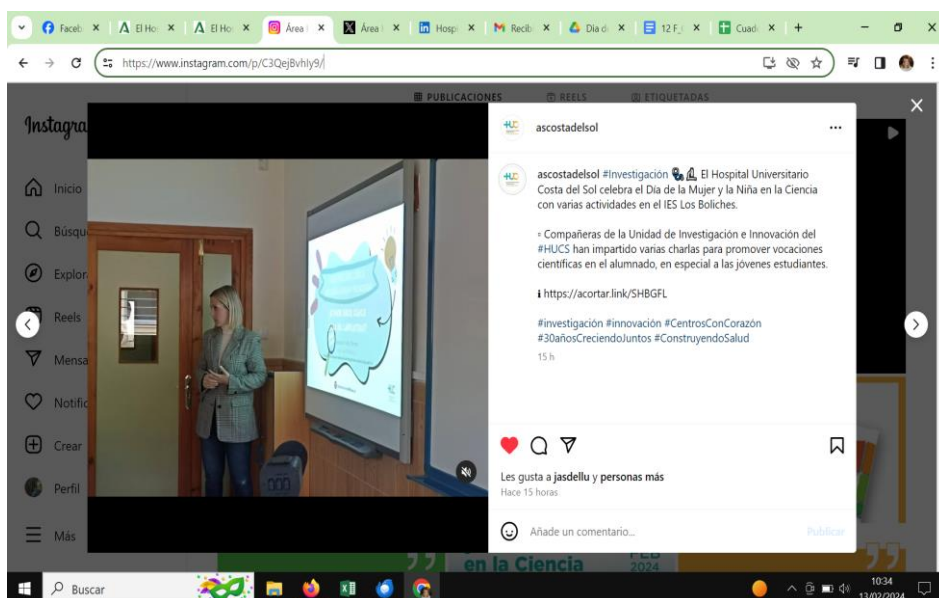 Faceb
El Ho:
El Ho:
Área
Área
Hospi
Recib
Dia d
12 F_
Cuad
https://www.instagram.com/p/C3QejBvhly9/
PUBLICACIONES
REELS
ETIQUETADAS
Instagra
Inicio
Búsqu
Explor
Reels
Mensa
Notific
Crear
Perfil
Más
+HUC
ascostadelsol
ascostadelsol #Investigación El Hospital Universitario
Costa del Sol celebra el Día de la Mujer y la Niña en la Ciencia
con varias actividades en el IES Los Boliches.
▫ Compañeras de la Unidad de Investigación e Innovación del
#HUCS han impartido varias charlas para promover vocaciones
científicas en el alumnado, en especial a las jóvenes estudiantes.
ℹ https://acortar.link/SHBGFL
#investigación #innovación #CentrosConCorazón
#30añosCreciendoJuntos #ConstruyendoSalud
15 h
Les gusta a jasdellu y personas más
Hace 15 horas
Añade un comentario...
Publicar
en la Ciencia
FEB
2024
Buscar
10:34
13/02/2024